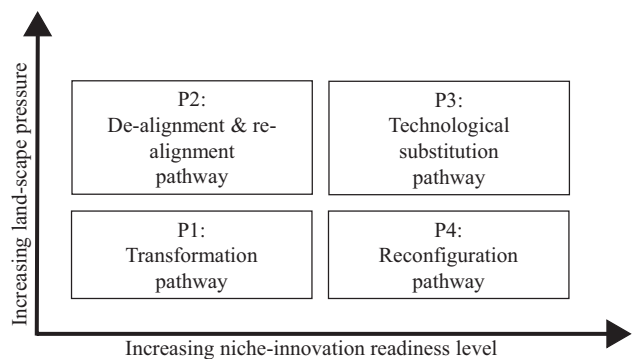 Increasing land-scape pressure
P2:
De-alignment & re-
alignment
pathway
P3:
Technological
substitution
pathway
P1:
Transformation
pathway
P4:
Reconfiguration
pathway
Increasing niche-innovation readiness level